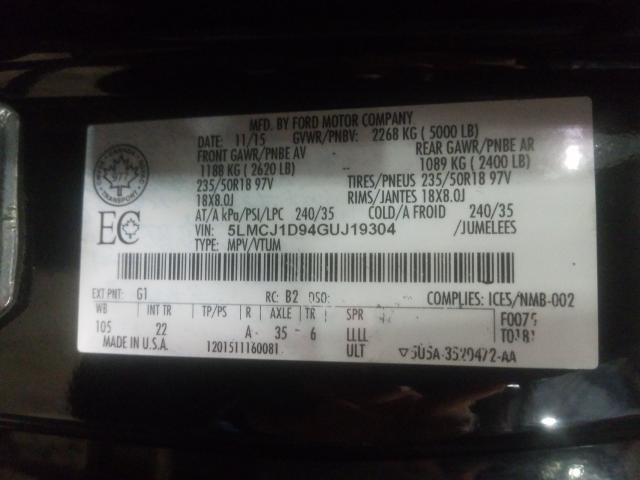 MFD. BY FORD MOTOR COMPANY
DATE: 11/15 GVWR/PNBV: 2268 KG ( 5000 LB)
FRONT GAWR/PNBE AV REAR GAWR/PNBE AR
1188 KG ( 2620 LB) 1089 KG ( 2400 LB)
235/50R18 97V TIRES/PNEUS 235/50R18 97V
18X8.0J RIMS/JANTES 18X8.0J
AT/A kPa/PSI/LPC 240/35 COLD/A FROID 240/35
VIN: 5LMCJ1D94GUJ19304 /JUMELEES
TYPE: MPV/VTUM
EC
EXT PNT: G1 RC: B2 DSO: COMPLIES: ICES/NMB-002
WB INT TR TP/PS R AXLE TR SPR F0075
105 22 A 35 6 LLLL T0181
MADE IN U.S.A. 1201511160081 ULT